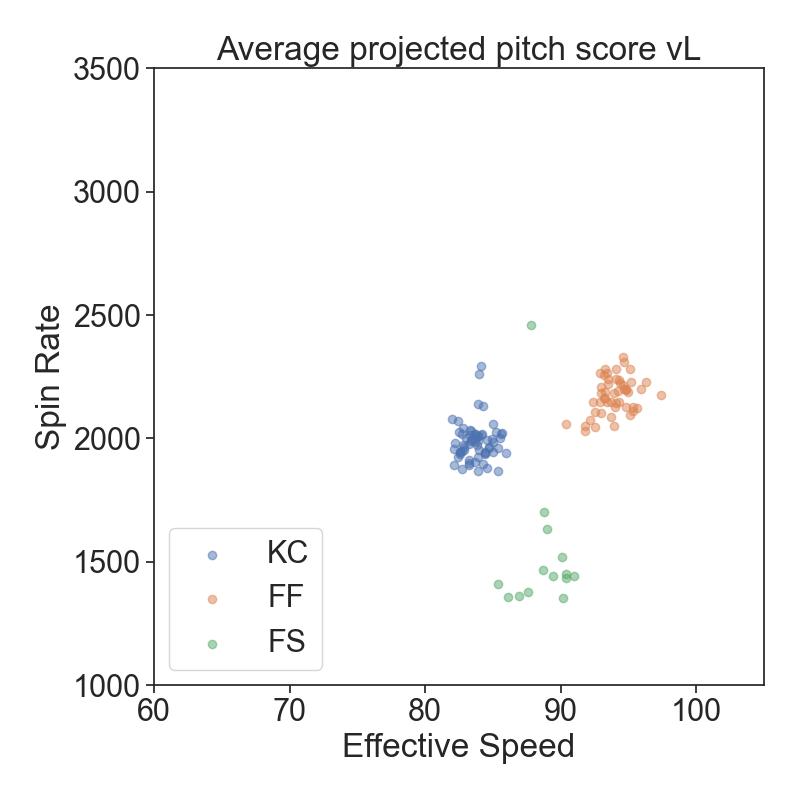 Average projected pitch score vL
3500
3000
2500
2000
1500
1000
Spin Rate
KC
FF
FS
60 70 80 90 100
Effective Speed